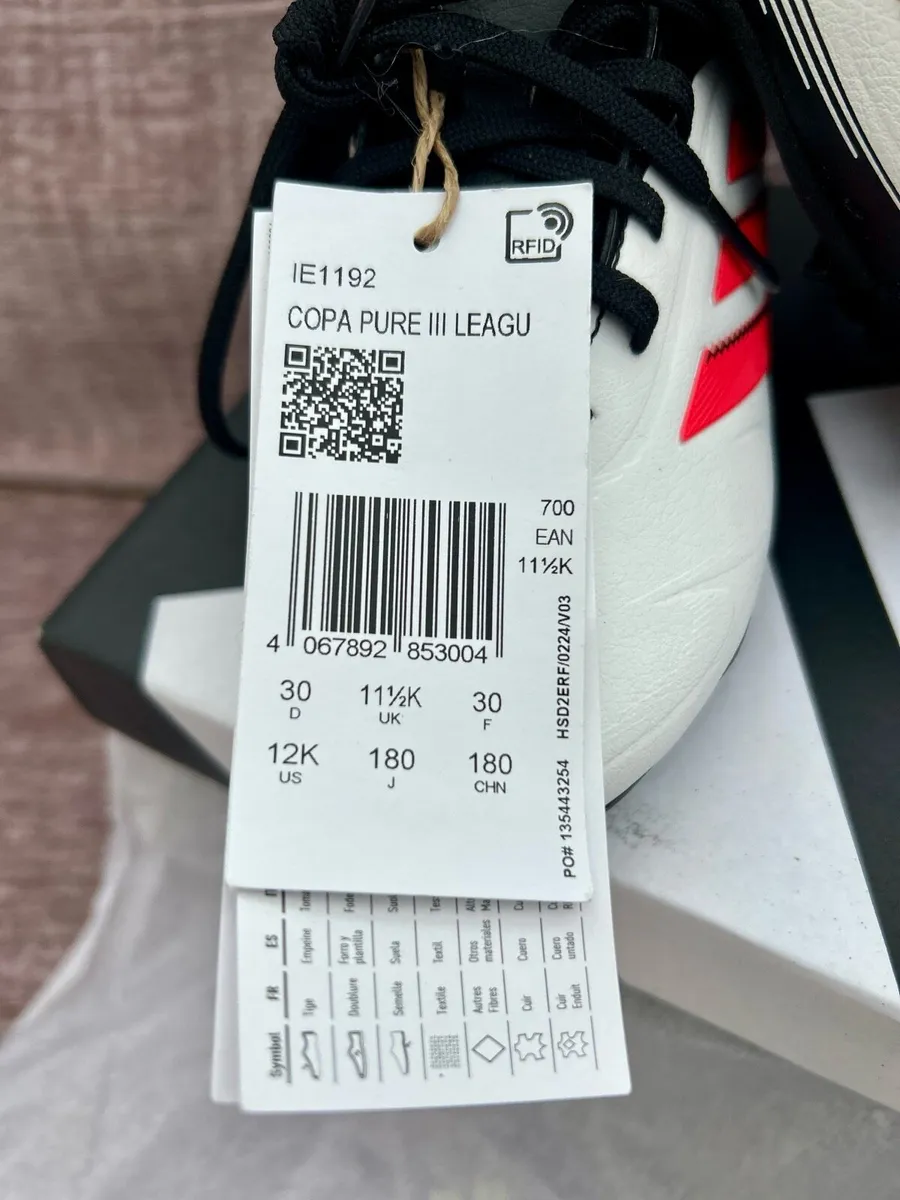 RFID
IE1192
COPA PURE III LEAGU
700
EAN
11½K
4 067892 853004
30 11½K 30
D UK F
12K 180 180
US J CHN
HSD2ERF/0224/V03
PO# 135443254
Symbol FR ES
Tige Empeine
Doublure Forro y plantilla
Semelle Suela
Textile Textil
Autres Fibres Otros materiales
Cuir Cuero
Cuir Enduit Cuero untado